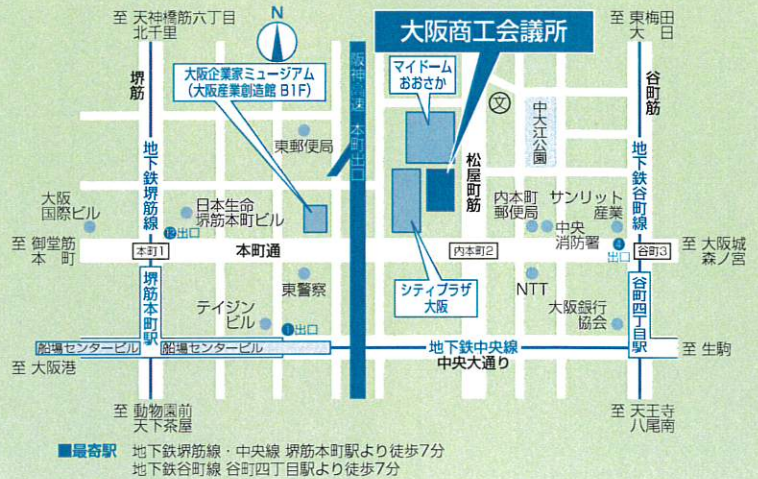 至 天神橋筋六丁目
北千里
N
大阪商工会議所
至 東梅田
大 日
堺筋
大阪企業家ミュージアム
（大阪産業創造館 B1F）
阪神高速 本町出口
マイドーム
おおさか
文
中大江公園
谷町筋
東郵便局
松屋町筋
地下鉄堺筋線
地下鉄谷町線
大阪
国際ビル
日本生命
堺筋本町ビル
内本町
郵便局
サンリット
産業
中央
消防署
⑫出口
④
出口
至 御堂筋
本 町
本町1
本町通
内本町2
谷町3
至 大阪城
森ノ宮
東警察
シティプラザ
大阪
NTT
堺筋本町駅
テイジン
ビル
①出口
大阪銀行
協会
谷町四丁目駅
船場センタービル
船場センタービル
地下鉄中央線
中央大通り
至 大阪港
至 生駒
至 動物園前
天下茶屋
至 天王寺
八尾南
■最寄駅 地下鉄堺筋線・中央線 堺筋本町駅より徒歩7分
地下鉄谷町線 谷町四丁目駅より徒歩7分